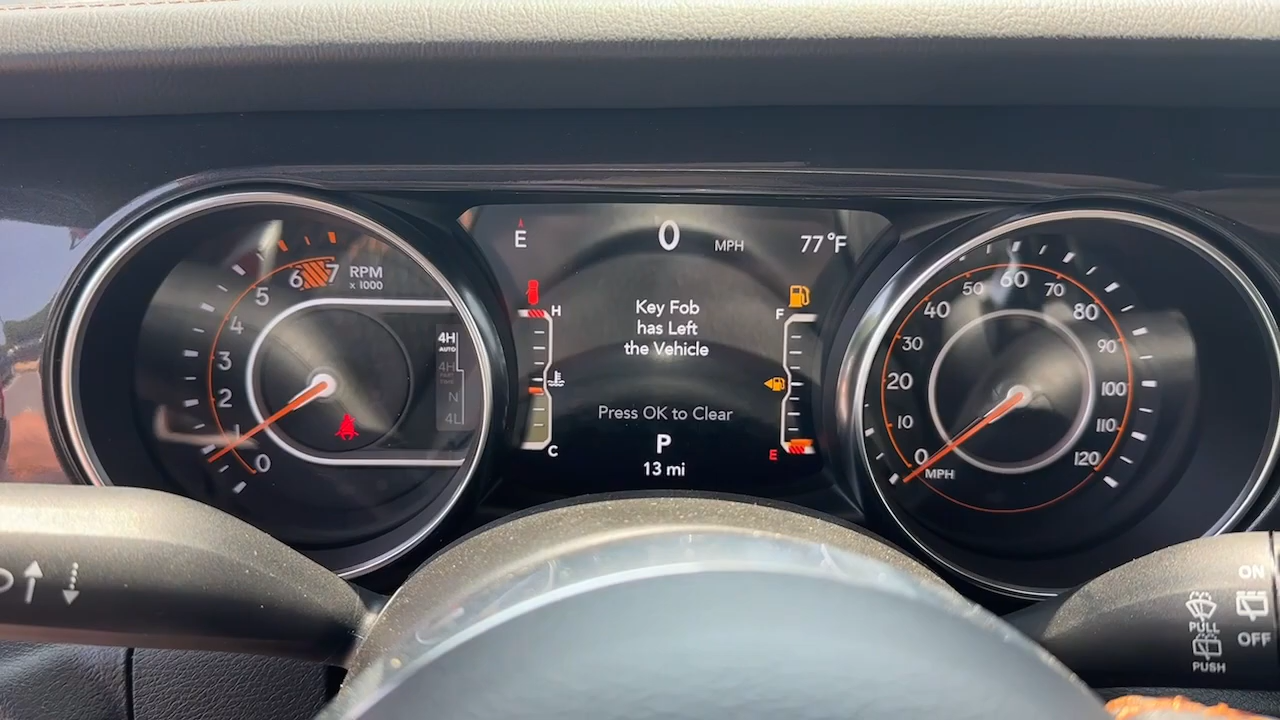 E
0 MPH
77°F
6 7 RPM
x 1000
5
4
3
2
1
0
4H
AUTO
4H
N
4L
H
C
Key Fob
has Left
the Vehicle
Press OK to Clear
P
13 mi
F
E
0
10
20
30
40
50
60
70
80
90
100
110
120
MPH
ON
PULL
OFF
PUSH